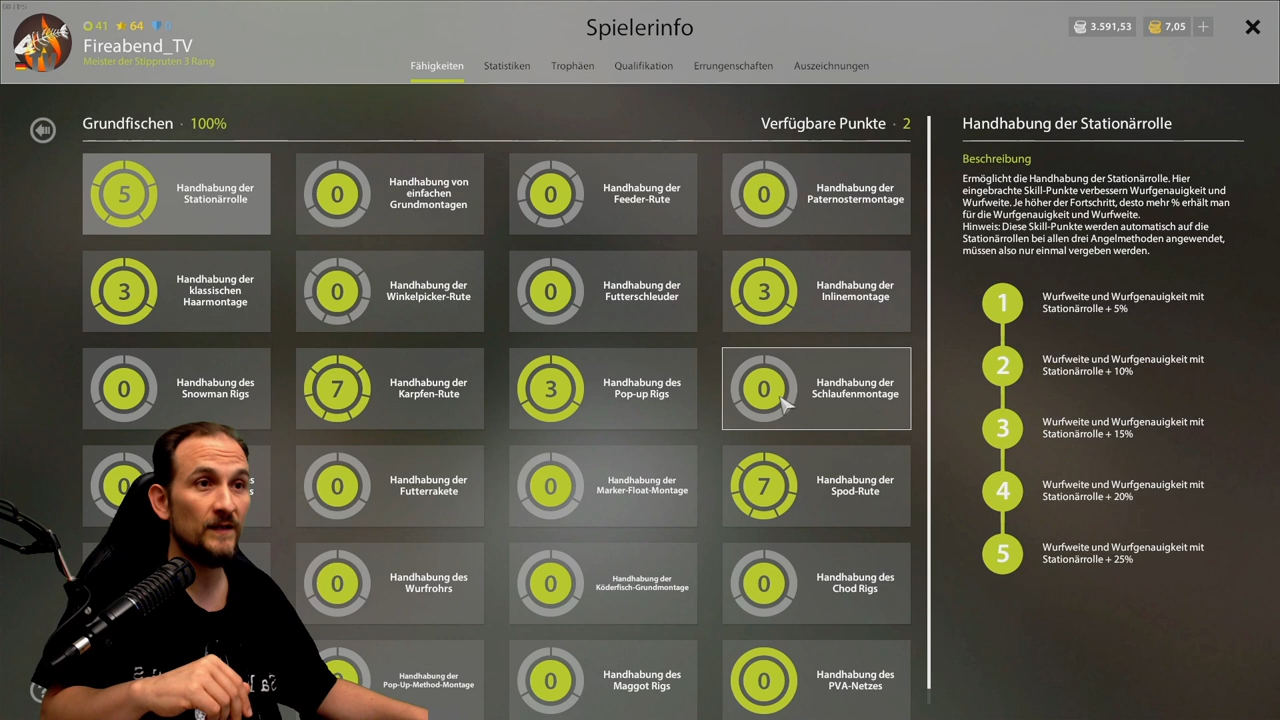 41 64
Fireabend_TV
Meister der Stippruten 3 Rang
Spielerinfo
3.591,53
7,05
Fähigkeiten
Statistiken
Trophäen
Qualifikation
Errungenschaften
Auszeichnungen
Grundfischen · 100%
Verfügbare Punkte · 2
5
Handhabung der
Stationärrolle
0
Handhabung von
einfachen
Grundmontagen
0
Handhabung der
Feeder-Rute
0
Handhabung der
Paternostermontage
3
Handhabung der
klassischen
Haarmontage
0
Handhabung der
Winkelpicker-Rute
0
Handhabung der
Futterschleuder
3
Handhabung der
Inlinemontage
0
Handhabung des
Snowman Rigs
7
Handhabung der
Karpfen-Rute
3
Handhabung des
Pop-up Rigs
0
Handhabung der
Schlaufenmontage
0
Handhabung der
Futterrakete
0
Handhabung der
Marker-Float-Montage
7
Handhabung der
Spod-Rute
0
Handhabung des
Wurfrohrs
0
Handhabung der
Köderfisch-Grundmontage
0
Handhabung des
Chod Rigs
Handhabung der
Pop-Up-Method-Montage
0
Handhabung des
Maggot Rigs
0
Handhabung des
PVA-Netzes
Handhabung der Stationärrolle
Beschreibung
Ermöglicht die Handhabung der Stationärrolle. Hier
eingebrachte Skill-Punkte verbessern Wurfgenauigkeit und
Wurfweite. Je höher der Fortschritt, desto mehr % erhält man
für die Wurfgenauigkeit und Wurfweite.
Hinweis: Diese Skill-Punkte werden automatisch auf die
Stationärrollen bei allen drei Angelmethoden angewendet,
müssen also nur einmal vergeben werden.
1
Wurfweite und Wurfgenauigkeit mit
Stationärrolle + 5%
2
Wurfweite und Wurfgenauigkeit mit
Stationärrolle + 10%
3
Wurfweite und Wurfgenauigkeit mit
Stationärrolle + 15%
4
Wurfweite und Wurfgenauigkeit mit
Stationärrolle + 20%
5
Wurfweite und Wurfgenauigkeit mit
Stationärrolle + 25%